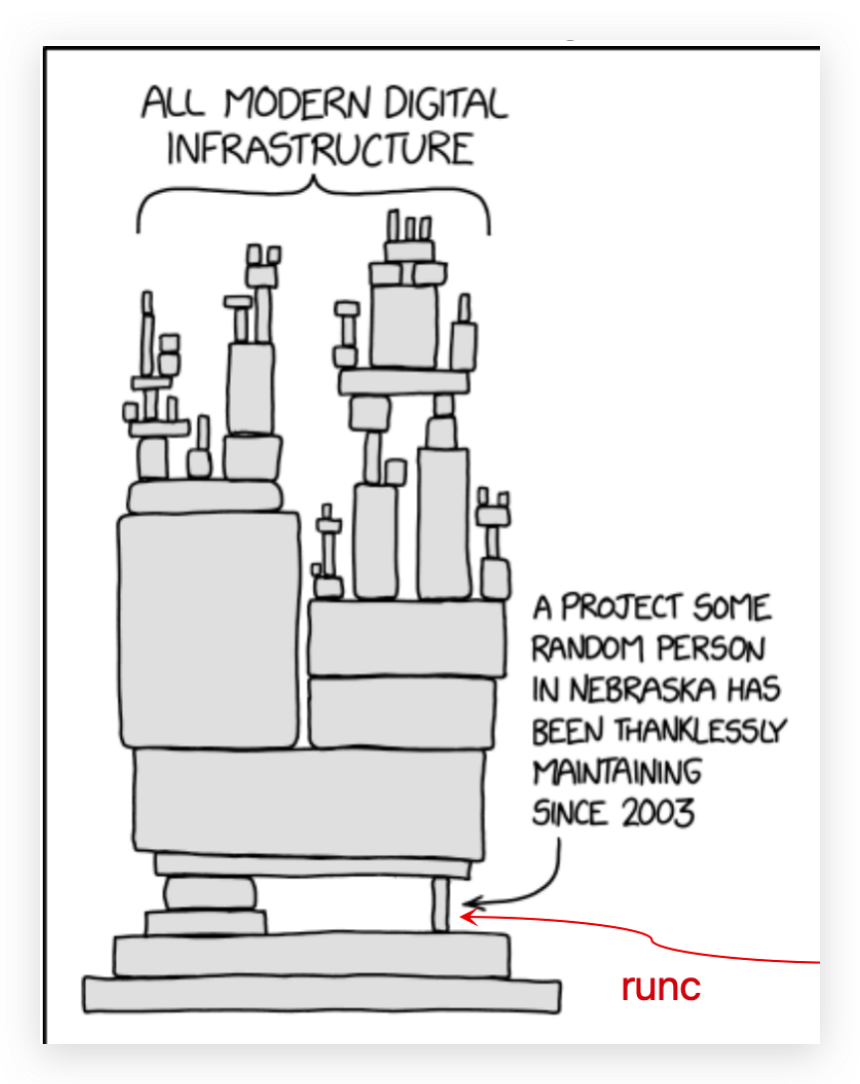 ALL MODERN DIGITAL
INFRASTRUCTURE
A PROJECT SOME
RANDOM PERSON
IN NEBRASKA HAS
BEEN THANKLESSLY
MAINTAINING
SINCE 2003
runc